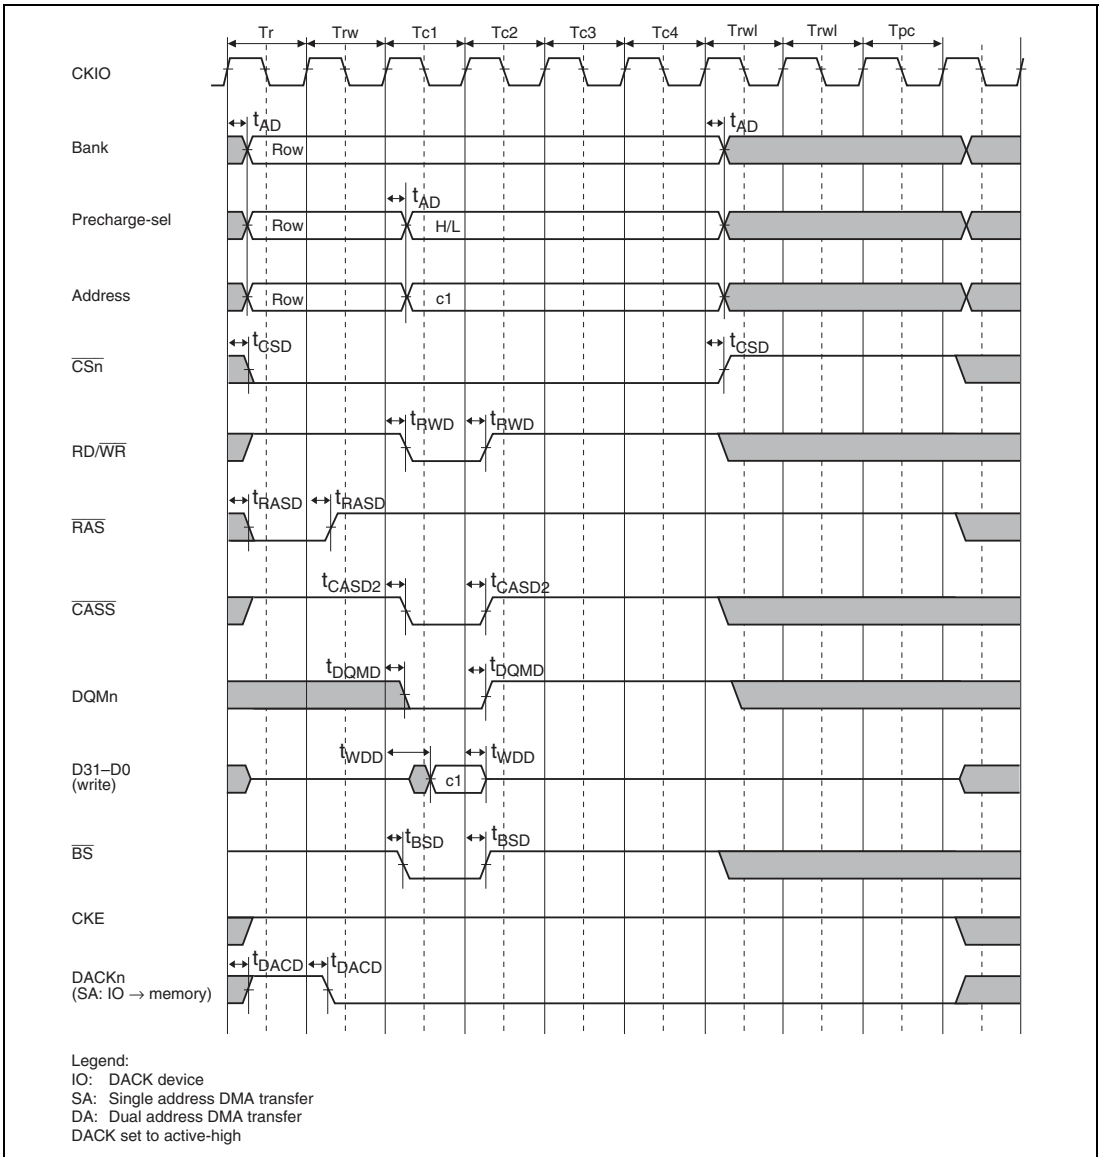 Tr Trw Tc1 Tc2 Tc3 Tc4 Trwl Trwl Tpc
CKIO
tAD tAD
Bank Row
tAD
Precharge-sel Row H/L
Address Row c1
tCSD tCSD
CSn
tRWD tRWD
RD/WR
tRASD tRASD
RAS
tCASD2 tCASD2
CASS
tDQMD tDQMD
DQMn
tWDD tWDD
D31–D0
(write) c1
tBSD tBSD
BS
CKE
tDACD tDACD
DACKn
(SA: IO → memory)
Legend:
IO: DACK device
SA: Single address DMA transfer
DA: Dual address DMA transfer
DACK set to active-high